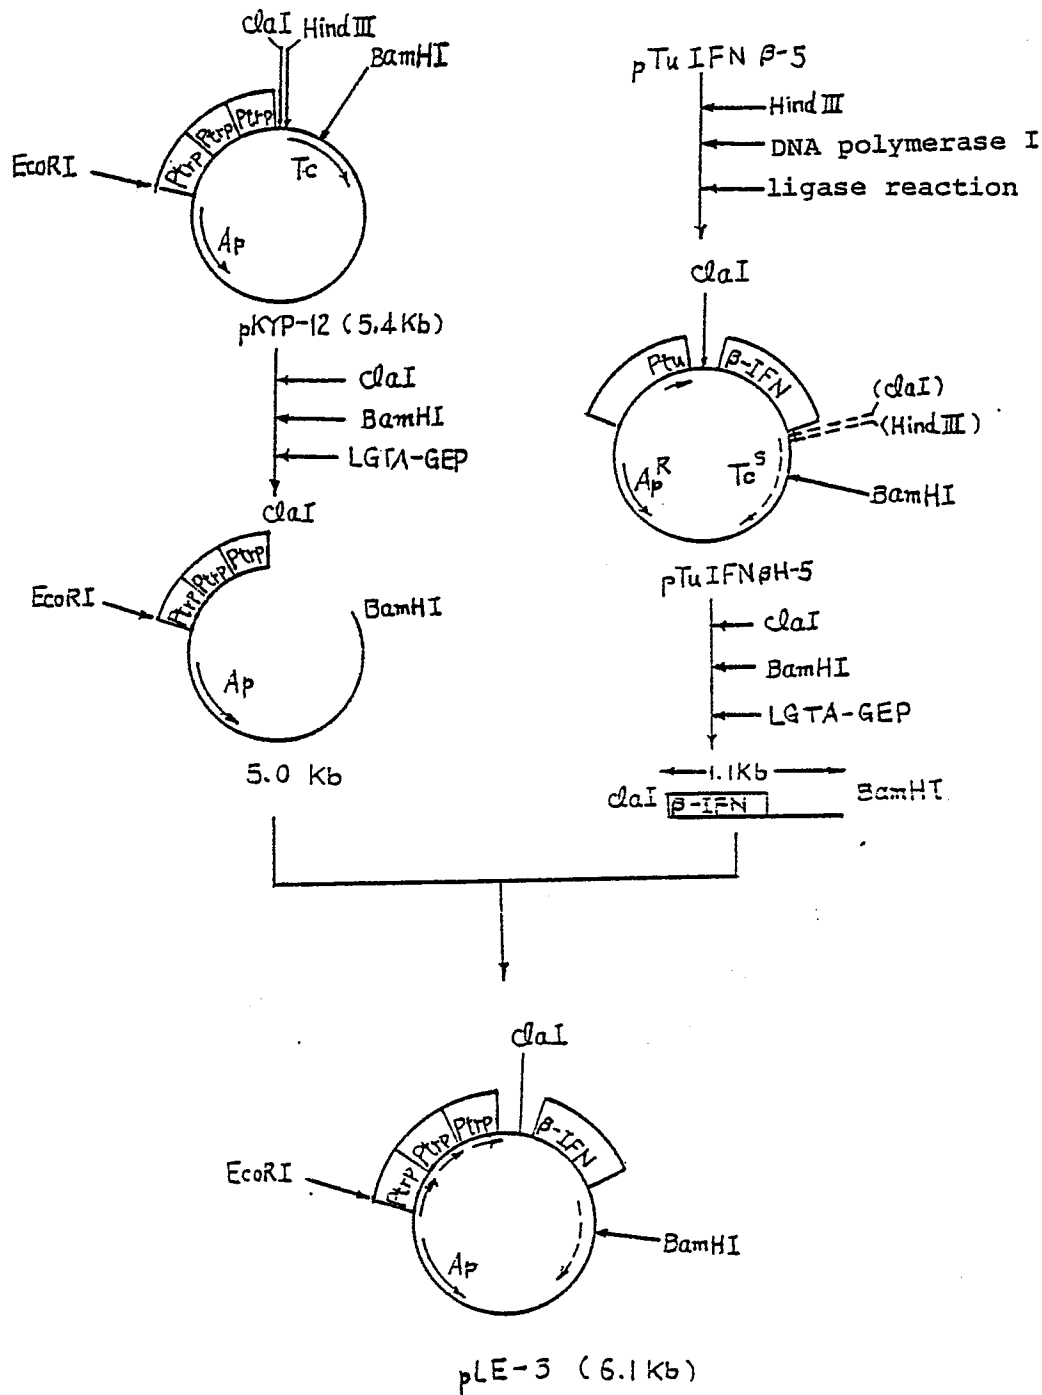 ClaI HindIII
BamHI
Ptrp Ptrp Ptrp
EcoRI
Tc
Ap
pKYP-12 (5.4Kb)
ClaI
BamHI
LGTA-GEP
ClaI
Ptrp Ptrp Ptrp
EcoRI
BamHI
Ap
5.0 Kb
pTu IFN β-5
HindIII
DNA polymerase I
ligase reaction
ClaI
Ptu
β-IFN
(ClaI)
(HindIII)
Ap^R
Tc^S
BamHI
pTuIFNβH-5
ClaI
BamHI
LGTA-GEP
1.1Kb
ClaI
β-IFN
BamHI
ClaI
Ptrp Ptrp Ptrp
β-IFN
EcoRI
Ap
BamHI
pLE-3 (6.1Kb)